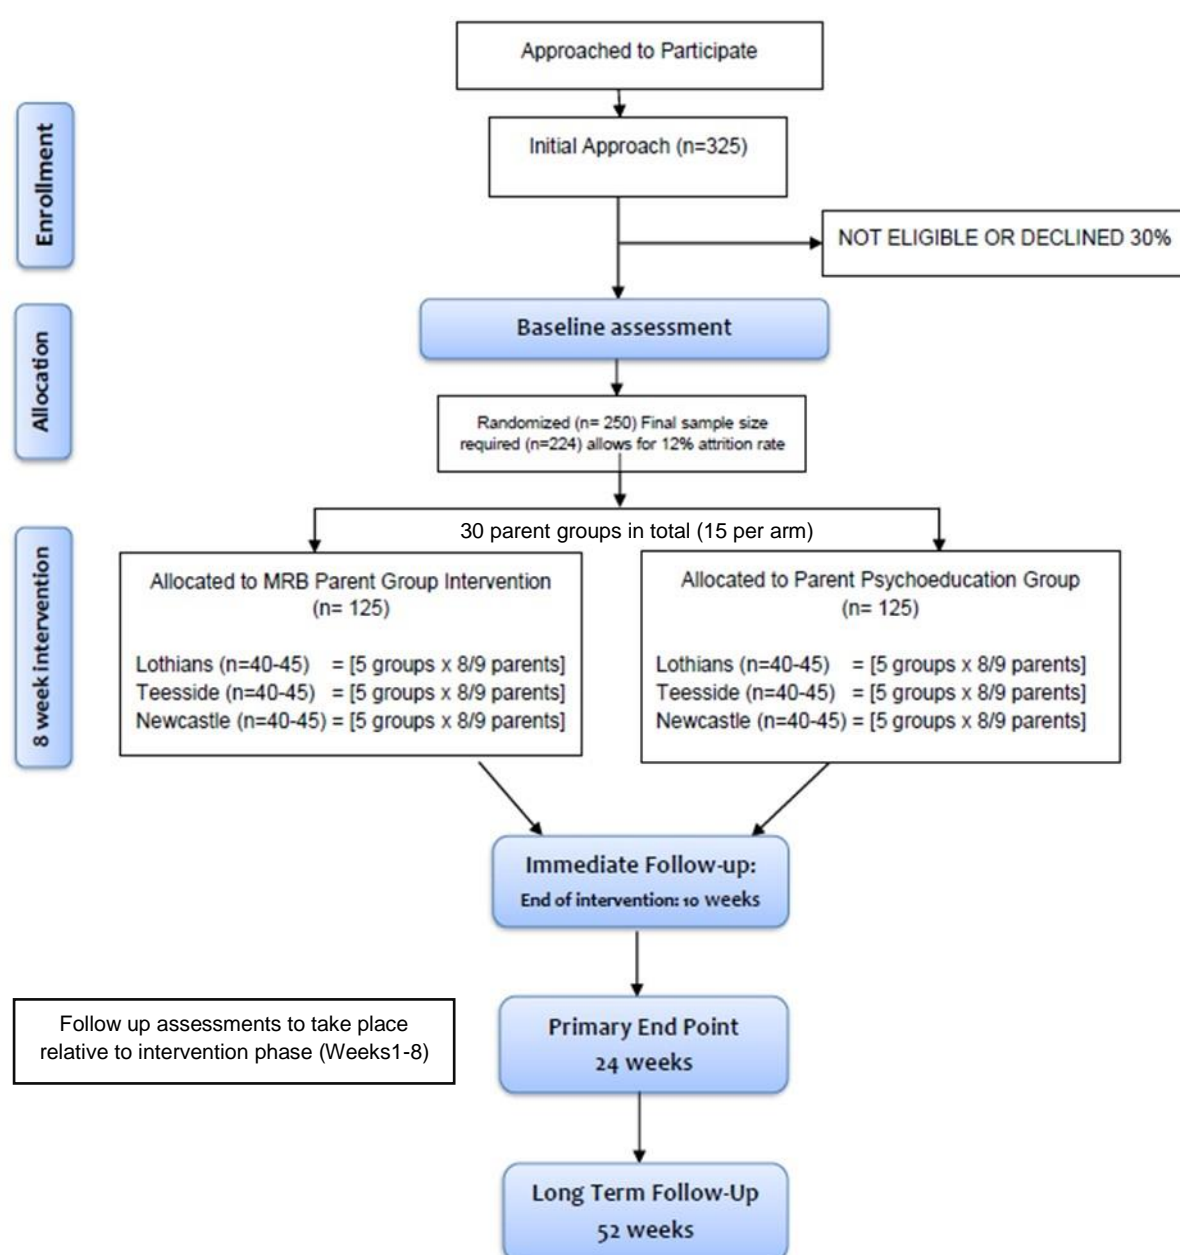 Approached to Participate
Enrollment
Initial Approach (n=325)
NOT ELIGIBLE OR DECLINED 30%
Allocation
Baseline assessment
Randomized (n= 250) Final sample size
required (n=224) allows for 12% attrition rate
8 week intervention
30 parent groups in total (15 per arm)
Allocated to MRB Parent Group Intervention
(n= 125)
Lothians (n=40-45) = [5 groups x 8/9 parents]
Teesside (n=40-45) = [5 groups x 8/9 parents]
Newcastle (n=40-45) = [5 groups x 8/9 parents]
Allocated to Parent Psychoeducation Group
(n= 125)
Lothians (n=40-45) = [5 groups x 8/9 parents]
Teesside (n=40-45) = [5 groups x 8/9 parents]
Newcastle (n=40-45) = [5 groups x 8/9 parents]
Immediate Follow-up:
End of intervention: 10 weeks
Follow up assessments to take place
relative to intervention phase (Weeks1-8)
Primary End Point
24 weeks
Long Term Follow-Up
52 weeks